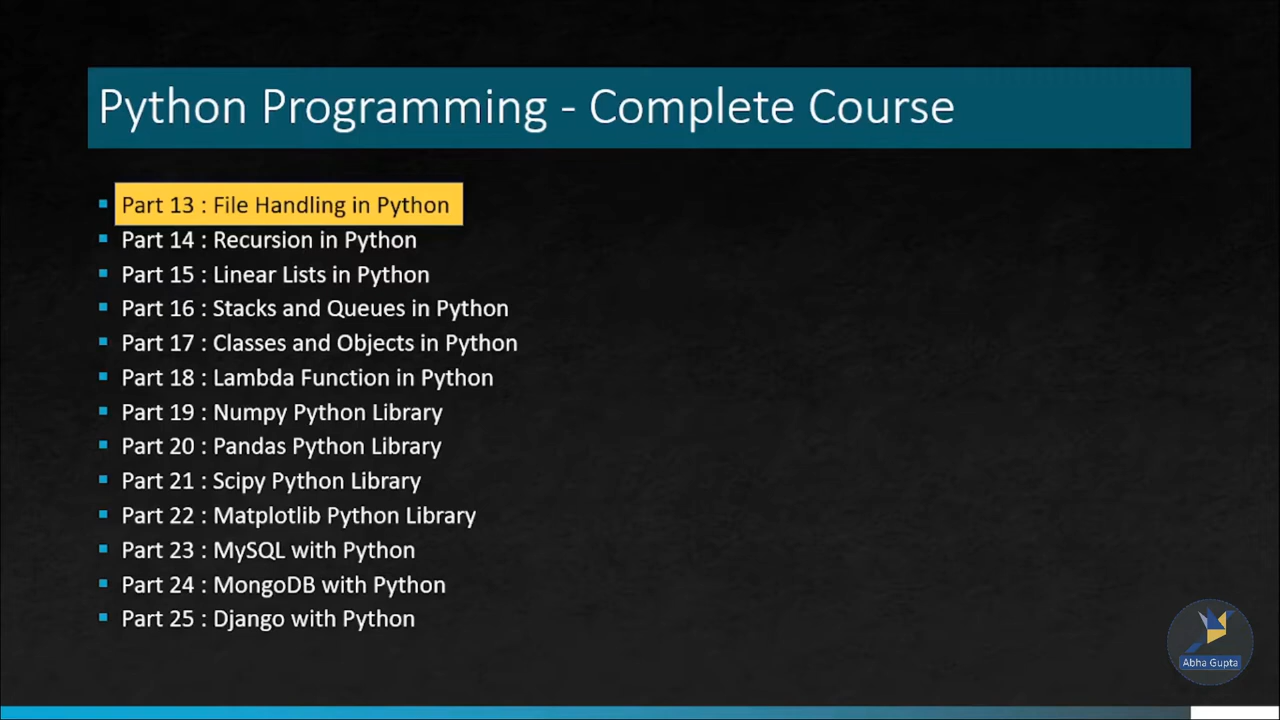 Python Programming - Complete Course
Part 13 : File Handling in Python
Part 14 : Recursion in Python
Part 15 : Linear Lists in Python
Part 16 : Stacks and Queues in Python
Part 17 : Classes and Objects in Python
Part 18 : Lambda Function in Python
Part 19 : Numpy Python Library
Part 20 : Pandas Python Library
Part 21 : Scipy Python Library
Part 22 : Matplotlib Python Library
Part 23 : MySQL with Python
Part 24 : MongoDB with Python
Part 25 : Django with Python
Abha Gupta